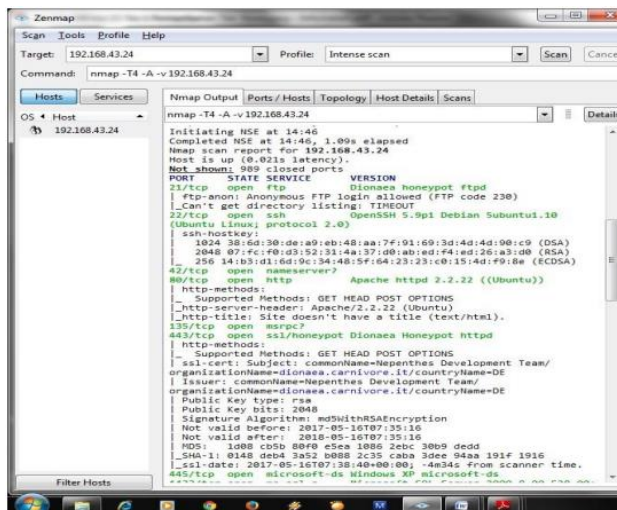 Zenmap
Scan Tools Profile Help
Target: 192.168.43.24 Profile: Intense scan Scan Cance
Command: nmap -T4 -A -v 192.168.43.24
Hosts Services Nmap Output Ports / Hosts Topology Host Details Scans
OS Host
192.168.43.24
nmap -T4 -A -v 192.168.43.24 Details
Initiating NSE at 14:46
Completed NSE at 14:46, 1.09s elapsed
Nmap scan report for 192.168.43.24
Host is up (0.021s latency).
Not shown: 989 closed ports
PORT STATE SERVICE VERSION
21/tcp open ftp Dionaea honeypot ftpd
| ftp-anon: Anonymous FTP login allowed (FTP code 230)
|_Can't get directory listing: TIMEOUT
22/tcp open ssh OpenSSH 5.9p1 Debian 5ubuntu1.10
(Ubuntu Linux; protocol 2.0)
| ssh-hostkey:
| 1024 38:6d:30:de:a9:eb:48:aa:7f:91:69:3d:4d:4d:90:c9 (DSA)
| 2048 07:fc:f0:d3:52:31:4a:37:d0:ab:ed:f4:ed:26:a3:d0 (RSA)
|_ 256 14:b3:d1:6d:9c:34:48:5f:64:23:23:c0:15:4d:f9:8e (ECDSA)
42/tcp open nameserver?
80/tcp open http Apache httpd 2.2.22 ((Ubuntu))
| http-methods:
|_ Supported Methods: GET HEAD POST OPTIONS
|_http-server-header: Apache/2.2.22 (Ubuntu)
|_http-title: Site doesn't have a title (text/html).
135/tcp open msrpc?
443/tcp open ssl/honeypot Dionaea Honeypot httpd
| http-methods:
|_ Supported Methods: GET HEAD POST OPTIONS
| ssl-cert: Subject: commonName=Nepenthes Development Team/
organizationName=dionaea.carnivore.it/countryName=DE
| Issuer: commonName=Nepenthes Development Team/
organizationName=dionaea.carnivore.it/countryName=DE
| Public Key type: rsa
| Public Key bits: 2048
| Signature Algorithm: md5WithRSAEncryption
| Not valid before: 2017-05-16T07:35:16
| Not valid after: 2018-05-16T07:35:16
| MD5: 1d08 cb5b 80f0 e5ea 1086 2ebc 30b9 dedd
|_SHA-1: 0148 deb4 3a52 b088 2c35 caba 3dee 94aa 191f 1916
|_ssl-date: 2017-05-16T07:38:40+00:00; -4m34s from scanner time.
445/tcp open microsoft-ds Windows XP microsoft-ds
Filter Hosts